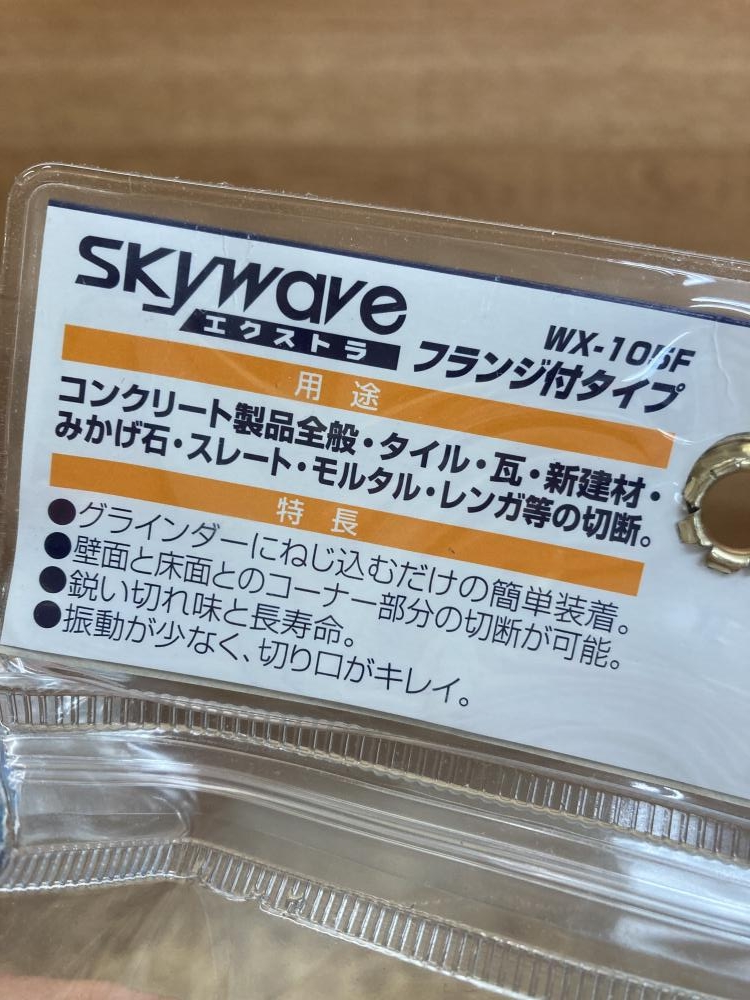 SKYwave
エクストラ
WX-105F
フランジ付タイプ
用途
コンクリート製品全般・タイル・瓦・新建材・
みかげ石・スレート・モルタル・レンガ等の切断。
特長
●グラインダーにねじ込むだけの簡単装着。
●壁面と床面とのコーナー部分の切断が可能。
●鋭い切れ味と長寿命。
●振動が少なく、切り口がキレイ。